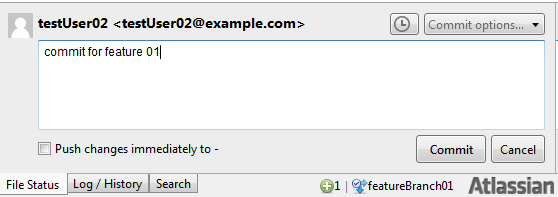 testUser02 <testUser02@example.com>
Commit options...
commit for feature 01
Push changes immediately to -
Commit
Cancel
File Status
Log / History
Search
1
featureBranch01
Atlassian